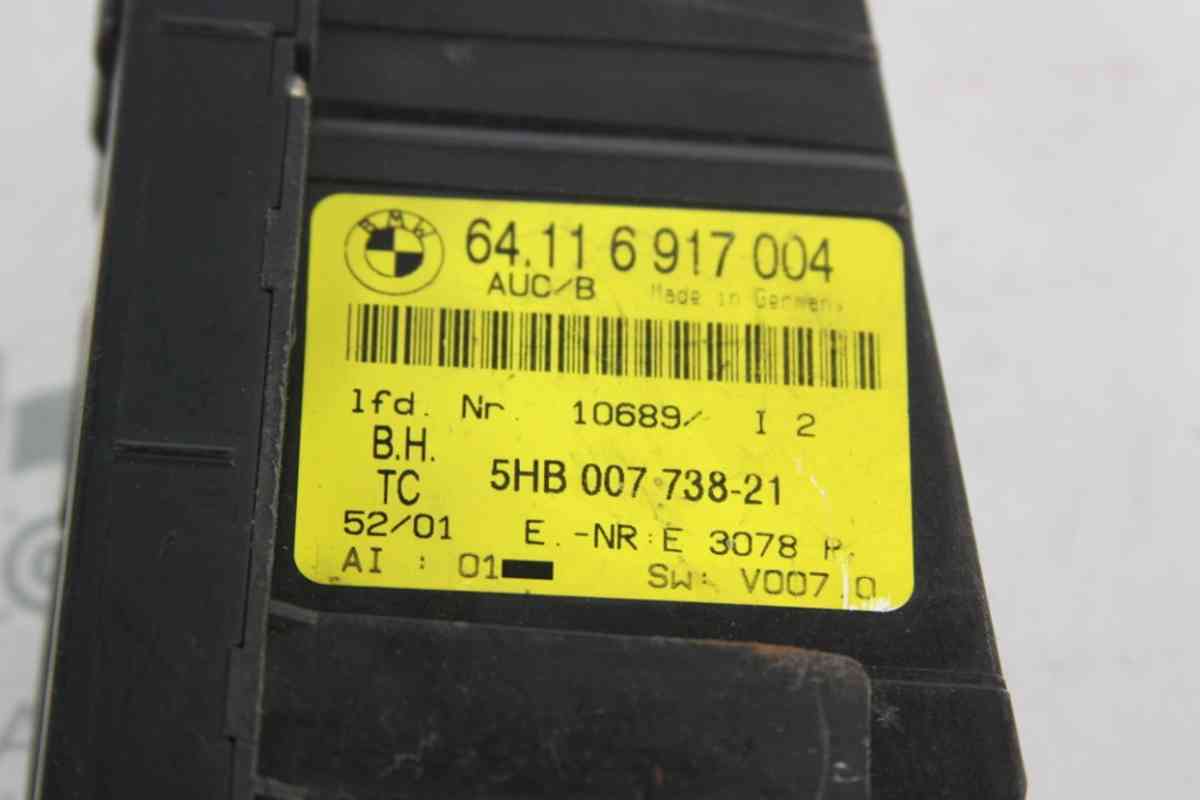 BMW
64.11 6 917 004
AUC/B Made in Germany
lfd. Nr. 10689/ I 2
B.H.
TC 5HB 007 738-21
52/01 E.-NR:E 3078
AI : 01 SW: V007.0